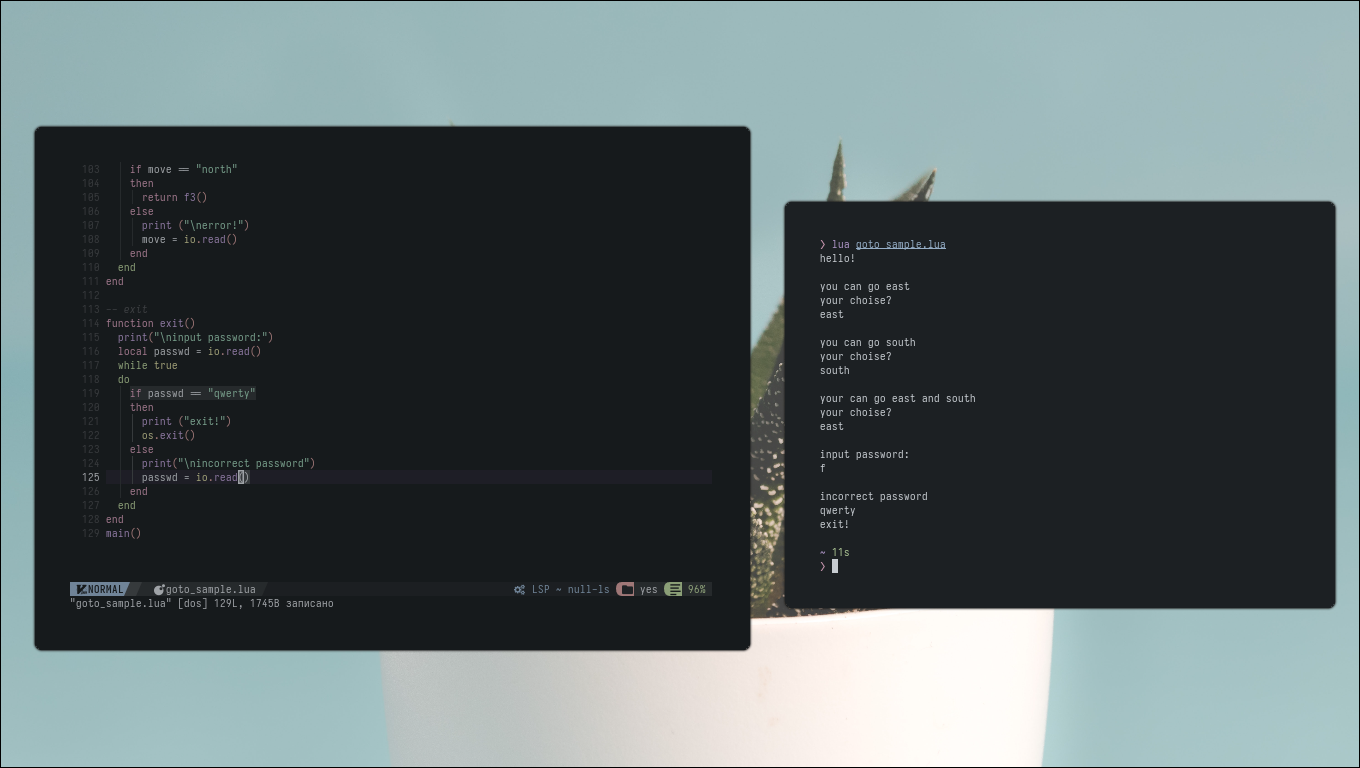 103 if move == "north"
104 then
105 return f3()
106 else
107 print ("\nerror!")
108 move = io.read()
109 end
110 end
111 end
112
113 -- exit
114 function exit()
115 print("\ninput password:")
116 local passwd = io.read()
117 while true
118 do
119 if passwd == "qwerty"
120 then
121 print ("exit!")
122 os.exit()
123 else
124 print("\nincorrect password")
125 passwd = io.read()
126 end
127 end
128 end
129 main()
NORMAL goto_sample.lua LSP ~ null-ls yes 96%
"goto_sample.lua" [dos] 129L, 1745B записано
❯ lua goto_sample.lua
hello!
you can go east
your choise?
east
you can go south
your choise?
south
your can go east and south
your choise?
east
input password:
f
incorrect password
qwerty
exit!
~ 11s
❯